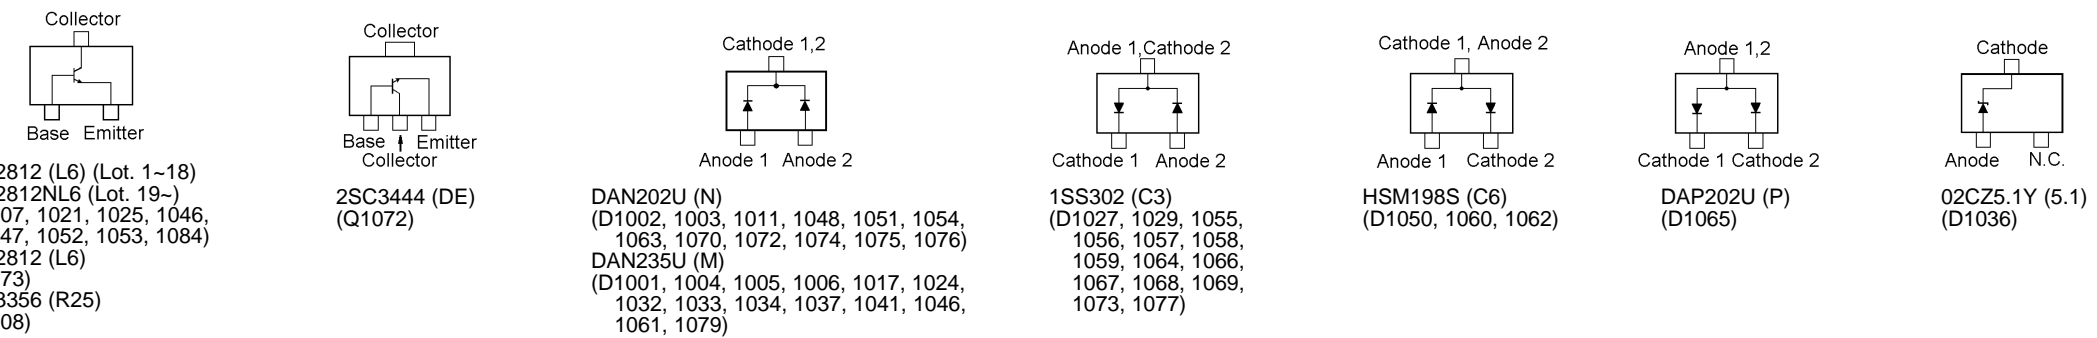 Collector
Base Emitter
2812 (L6) (Lot. 1~18)
2812NL6 (Lot. 19~)
07, 1021, 1025, 1046,
47, 1052, 1053, 1084)
2812 (L6)
73)
3356 (R25)
08)
Collector
Base Emitter
Collector
2SC3444 (DE)
(Q1072)
Cathode 1,2
Anode 1 Anode 2
DAN202U (N)
(D1002, 1003, 1011, 1048, 1051, 1054,
1063, 1070, 1072, 1074, 1075, 1076)
DAN235U (M)
(D1001, 1004, 1005, 1006, 1017, 1024,
1032, 1033, 1034, 1037, 1041, 1046,
1061, 1079)
Anode 1,Cathode 2
Cathode 1 Anode 2
1SS302 (C3)
(D1027, 1029, 1055,
1056, 1057, 1058,
1059, 1064, 1066,
1067, 1068, 1069,
1073, 1077)
Cathode 1, Anode 2
Anode 1 Cathode 2
HSM198S (C6)
(D1050, 1060, 1062)
Anode 1,2
Cathode 1 Cathode 2
DAP202U (P)
(D1065)
Cathode
Anode N.C.
02CZ5.1Y (5.1)
(D1036)